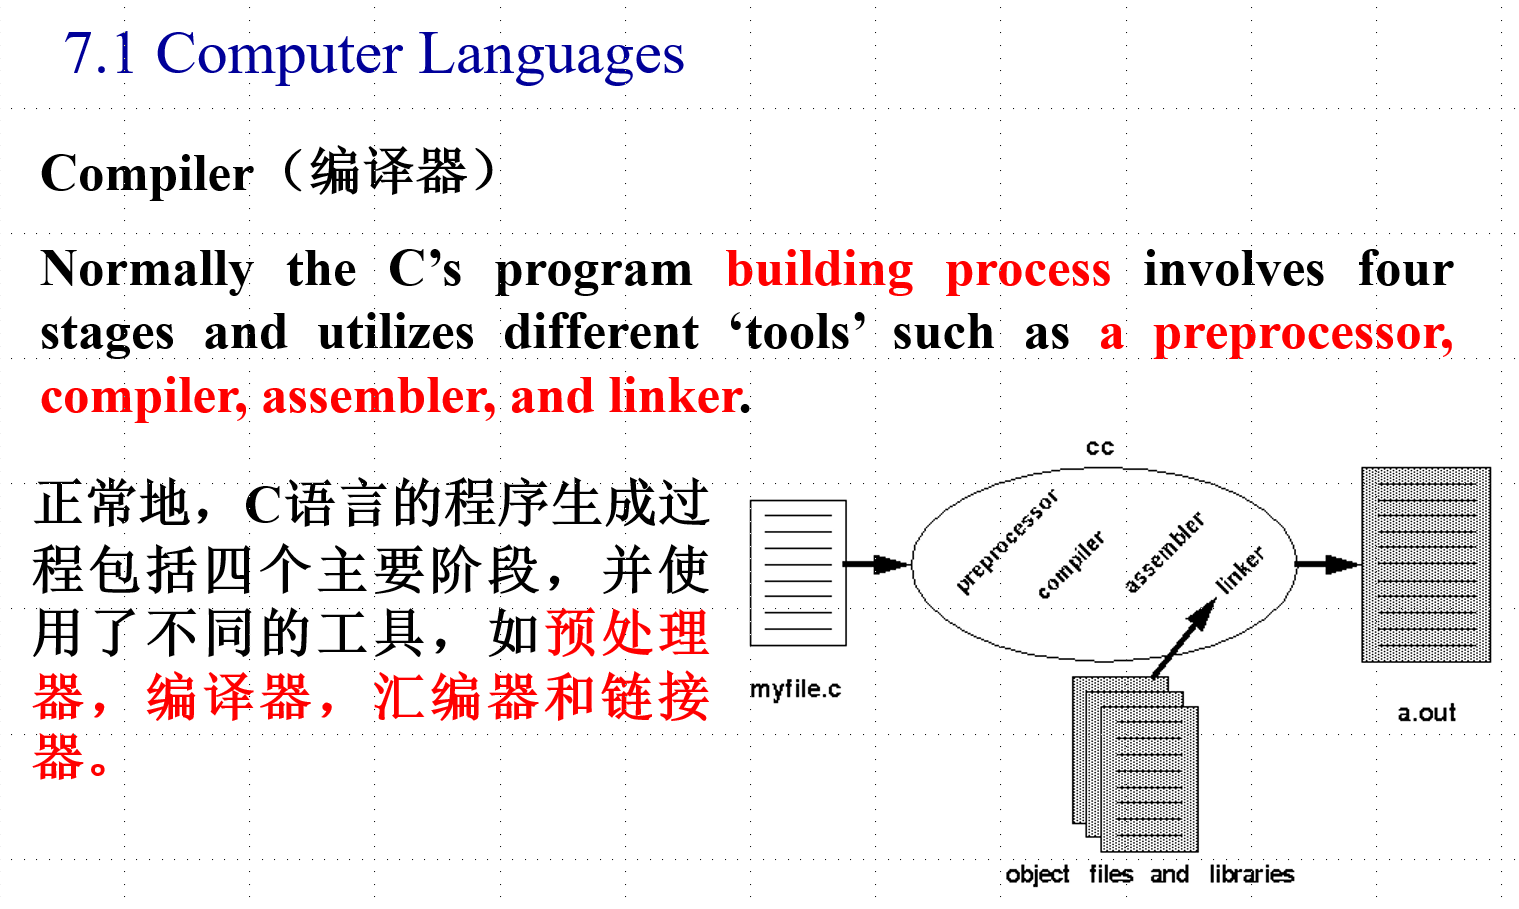 7.1 Computer Languages
Compiler（编译器）
Normally the C’s program building process involves four
stages and utilizes different ‘tools’ such as a preprocessor,
compiler, assembler, and linker.
正常地，C语言的程序生成过
程包括四个主要阶段，并使
用了不同的工具，如预处理
器，编译器，汇编器和链接
器。
cc
preprocessor
compiler
assembler
linker
myfile.c
a.out
object files and libraries